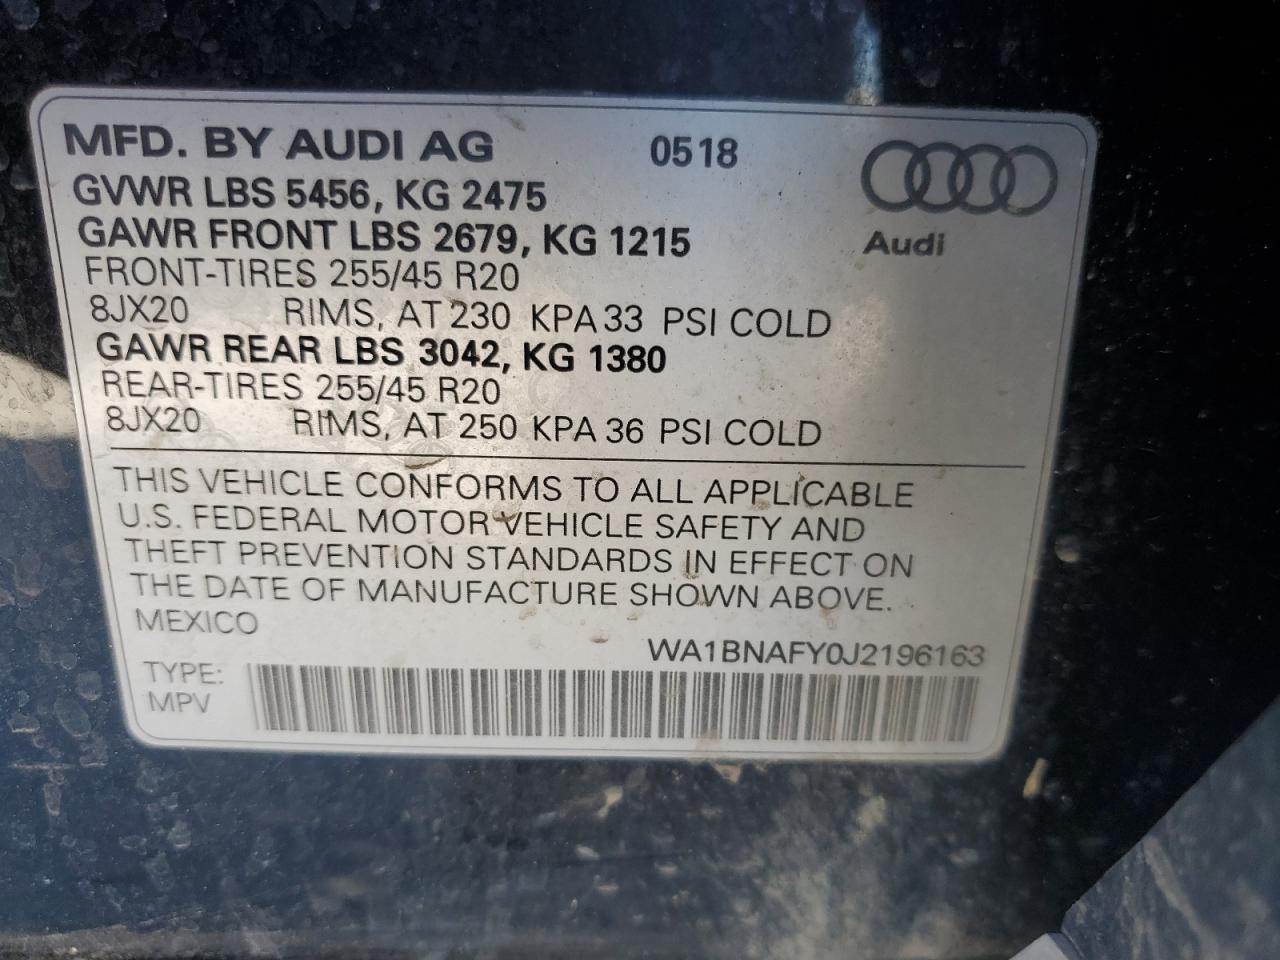 MFD. BY AUDI AG 0518
GVWR LBS 5456, KG 2475
GAWR FRONT LBS 2679, KG 1215
Audi
FRONT-TIRES 255/45 R20
8JX20 RIMS, AT 230 KPA 33 PSI COLD
GAWR REAR LBS 3042, KG 1380
REAR-TIRES 255/45 R20
8JX20 RIMS, AT 250 KPA 36 PSI COLD
THIS VEHICLE CONFORMS TO ALL APPLICABLE
U.S. FEDERAL MOTOR VEHICLE SAFETY AND
THEFT PREVENTION STANDARDS IN EFFECT ON
THE DATE OF MANUFACTURE SHOWN ABOVE.
MEXICO
WA1BNAFY0J2196163
TYPE:
MPV